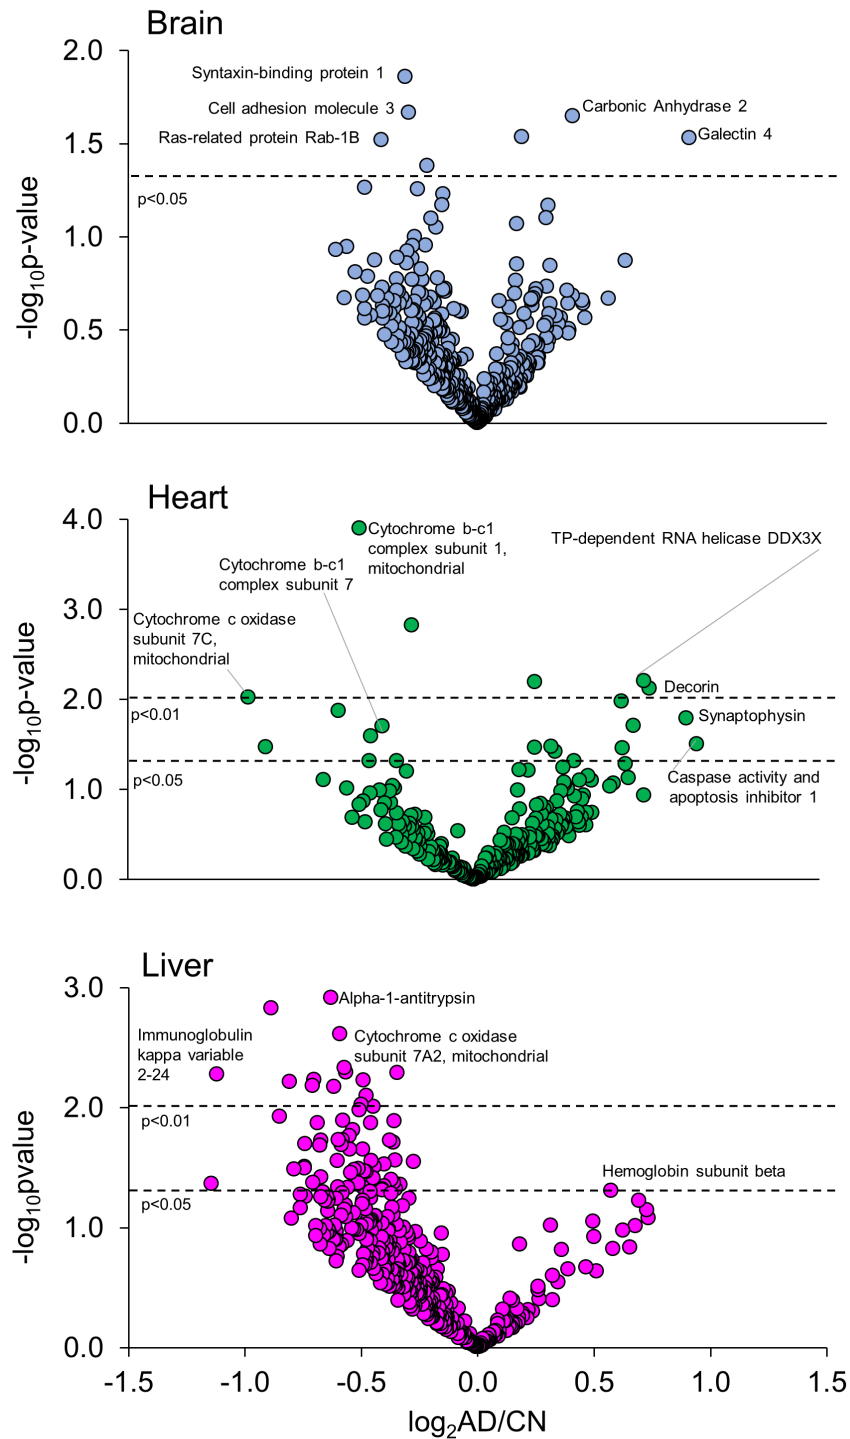 Brain
2.0
Syntaxin-binding protein 1
Cell adhesion molecule 3
Carbonic Anhydrase 2
1.5
Ras-related protein Rab-1B
Galectin 4
p<0.05
1.0
0.5
0.0
-log10p-value
Heart
4.0
Cytochrome b-c1
complex subunit 1,
mitochondrial
TP-dependent RNA helicase DDX3X
Cytochrome b-c1
complex subunit 7
3.0
Cytochrome c oxidase
subunit 7C,
mitochondrial
Decorin
2.0
p<0.01
Synaptophysin
p<0.05
Caspase activity and
apoptosis inhibitor 1
1.0
0.0
-log10p-value
Liver
3.0
Alpha-1-antitrypsin
Immunoglobulin
kappa variable
2-24
Cytochrome c oxidase
subunit 7A2, mitochondrial
2.0
p<0.01
Hemoglobin subunit beta
p<0.05
1.0
0.0
-log10pvalue
-1.5 -1.0 -0.5 0.0 0.5 1.0 1.5
log2AD/CN